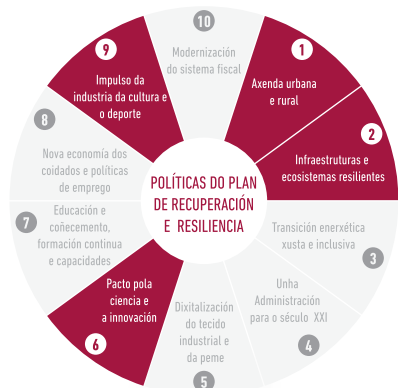 POLÍTICAS DO PLAN
DE RECUPERACIÓN
E RESILIENCIA
1
Axenda urbana
e rural
2
Infraestruturas e
ecosistemas resilientes
Transición enerxética
xusta e inclusiva
3
Unha
Administración
para o século XXI
4
Dixitalización
do tecido
industrial e
da peme
5
Pacto pola
ciencia e
a innovación
6
7
Educación e
coñecemento,
formación continua
e capacidades
8
Nova economía dos
coidados e políticas
de emprego
9
Impulso da
industria da cultura e
o deporte
10
Modernización
do sistema fiscal